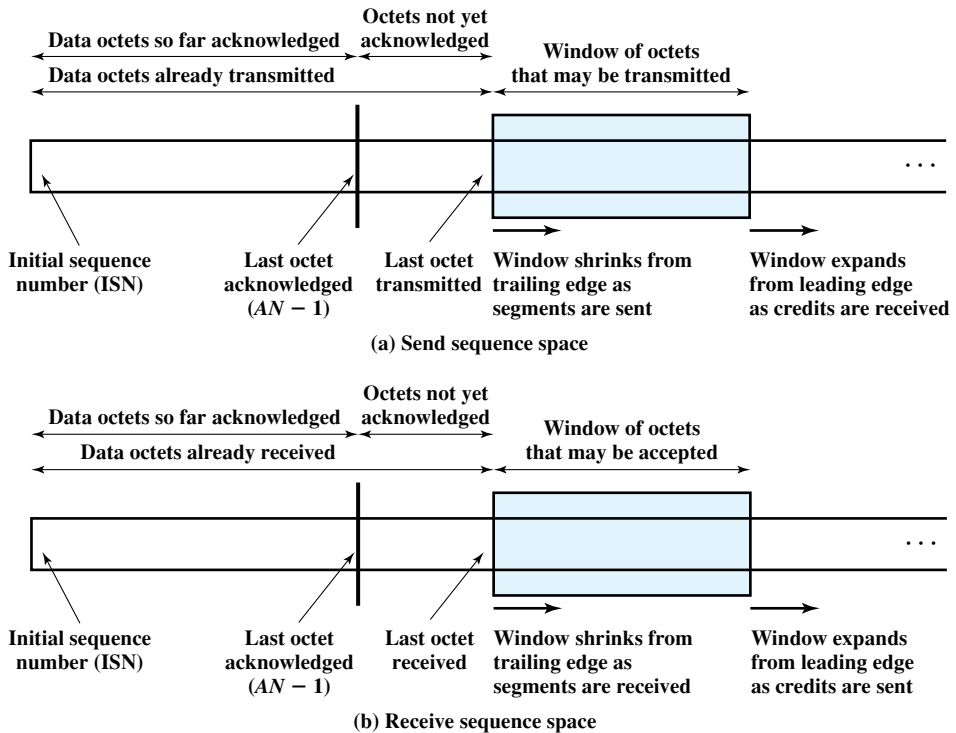 Octets not yet
acknowledged
Data octets so far acknowledged
Window of octets
that may be transmitted
Data octets already transmitted
. . .
Initial sequence
number (ISN)
Last octet
acknowledged
(AN − 1)
Last octet
transmitted
Window shrinks from
trailing edge as
segments are sent
Window expands
from leading edge
as credits are received
(a) Send sequence space
Octets not yet
acknowledged
Data octets so far acknowledged
Window of octets
that may be accepted
Data octets already received
. . .
Initial sequence
number (ISN)
Last octet
acknowledged
(AN − 1)
Last octet
received
Window shrinks from
trailing edge as
segments are received
Window expands
from leading edge
as credits are sent
(b) Receive sequence space